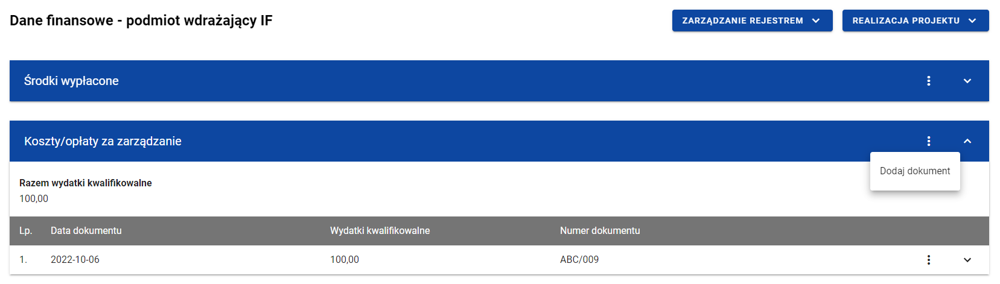 Dane finansowe - podmiot wdrażający IF
ZARZĄDZANIE REJESTREM
REALIZACJA PROJEKTU
Środki wypłacone
Koszty/opłaty za zarządzanie
Dodaj dokument
Razem wydatki kwalifikowalne
100,00
Lp. Data dokumentu Wydatki kwalifikowalne Numer dokumentu
1. 2022-10-06 100,00 ABC/009